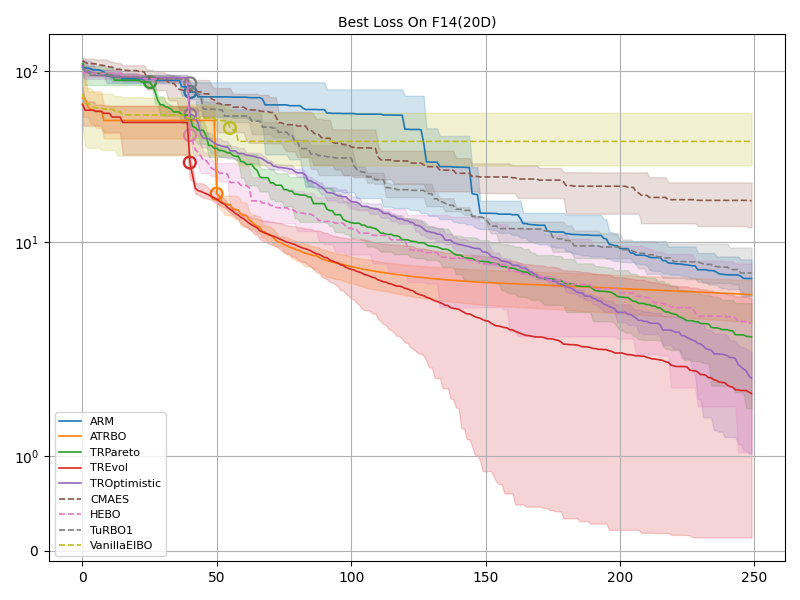 Best Loss On F14(20D)
10²
10¹
10⁰
0
ARM
ATRBO
TRPareto
TREvol
TROptimistic
CMAES
HEBO
TuRBO1
VanillaEIBO
0 50 100 150 200 250